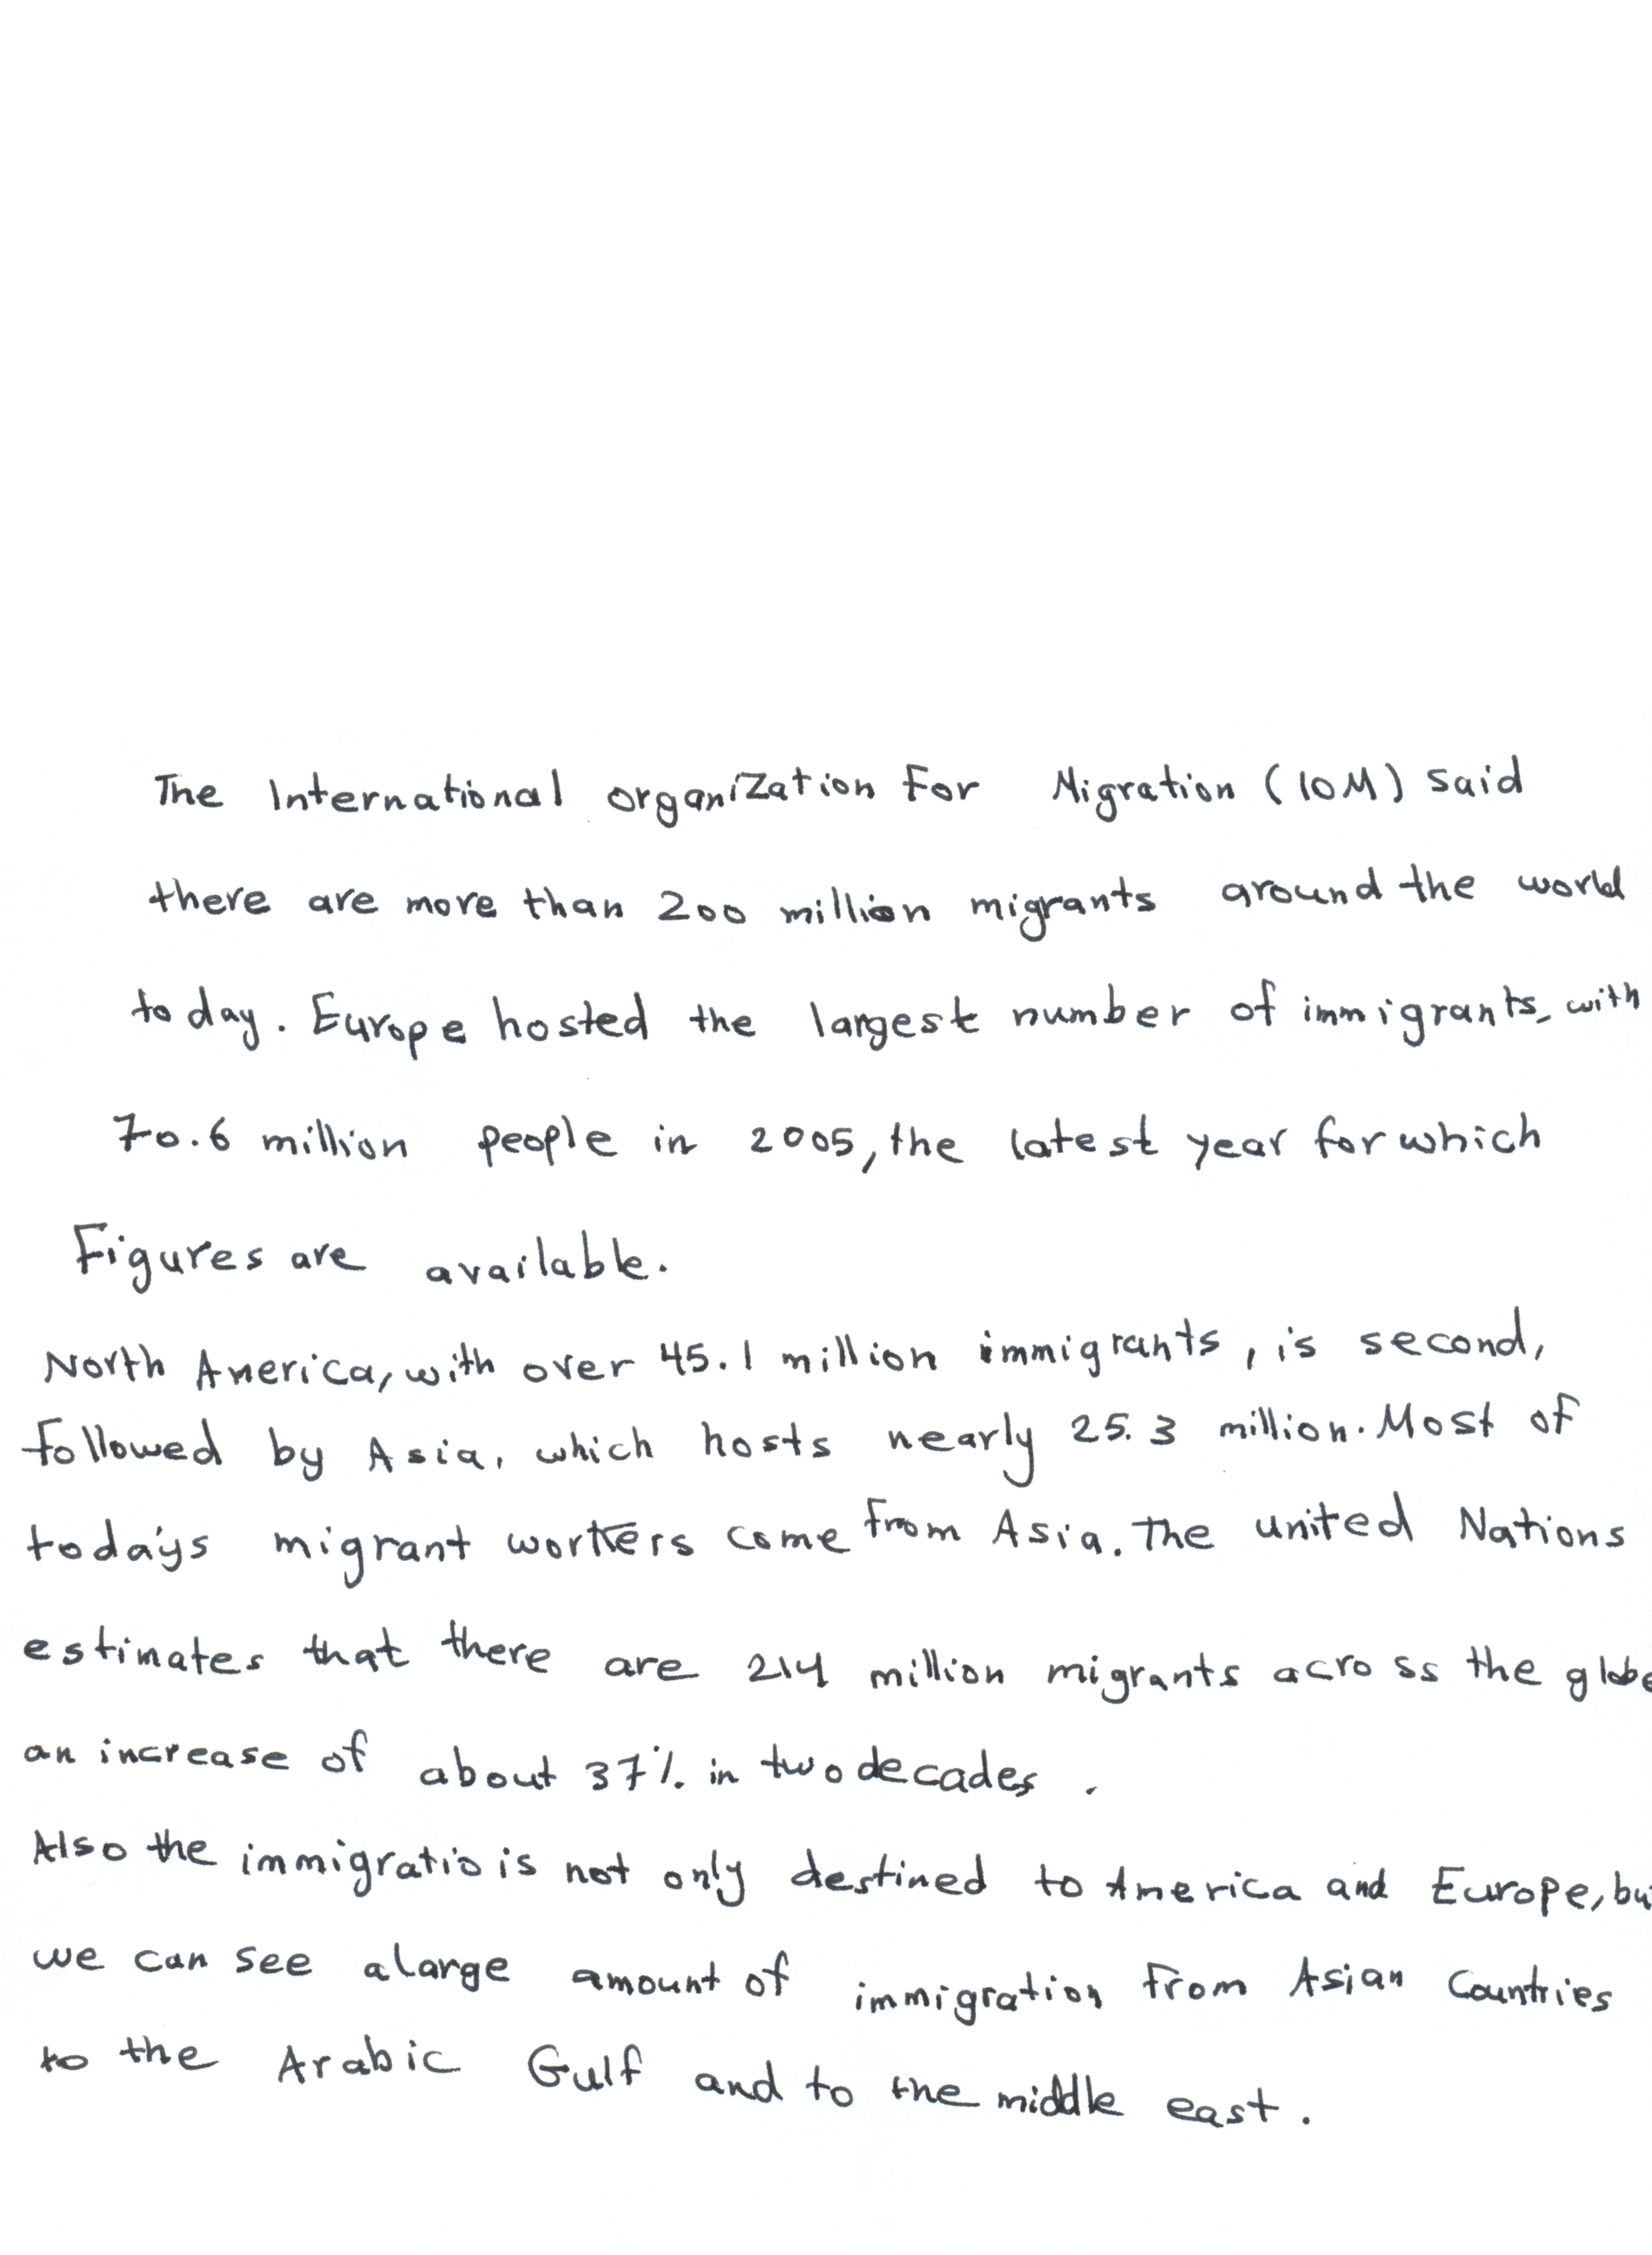 The International organization For Migration (IOM) said
there are more than 200 million migrants around the world
today. Europe hosted the largest number of immigrants, with
70.6 million people in 2005, the latest year for which
Figures are available.
North America, with over 45.1 million immigrants, is second,
followed by Asia, which hosts nearly 25.3 million. Most of
today's migrant workers come from Asia. The united Nations
estimates that there are 214 million migrants across the globe
an increase of about 37% in two decades.
Also the immigratio is not only destined to America and Europe, bu
we can see a large amount of immigration from Asian Countries
to the Arabic Gulf and to the middle east.